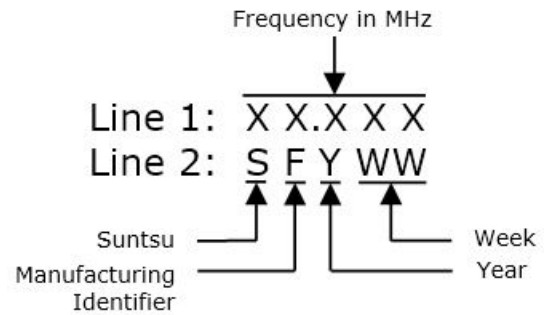 Frequency in MHz
Line 1: X X.X X X
Line 2: S F Y WW
Suntsu
Week
Manufacturing
Year
Identifier